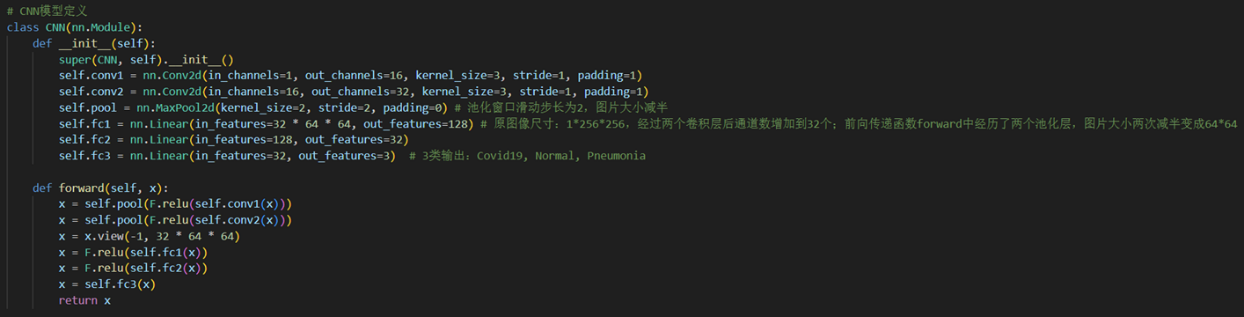 # CNN模型定义
class CNN(nn.Module):
    def __init__(self):
        super(CNN, self).__init__()
        self.conv1 = nn.Conv2d(in_channels=1, out_channels=16, kernel_size=3, stride=1, padding=1)
        self.conv2 = nn.Conv2d(in_channels=16, out_channels=32, kernel_size=3, stride=1, padding=1)
        self.pool = nn.MaxPool2d(kernel_size=2, stride=2, padding=0) # 池化窗口滑动步长为2，图片大小减半
        self.fc1 = nn.Linear(in_features=32 * 64 * 64, out_features=128) # 原图像尺寸：1*256*256，经过两个卷积层后通道数增加到32个；前向传递函数forward中经历了两个池化层，图片大小两次减半变成64*64
        self.fc2 = nn.Linear(in_features=128, out_features=32)
        self.fc3 = nn.Linear(in_features=32, out_features=3)  # 3类输出：Covid19, Normal, Pneumonia
    def forward(self, x):
        x = self.pool(F.relu(self.conv1(x)))
        x = self.pool(F.relu(self.conv2(x)))
        x = x.view(-1, 32 * 64 * 64)
        x = F.relu(self.fc1(x))
        x = F.relu(self.fc2(x))
        x = self.fc3(x)
        return x